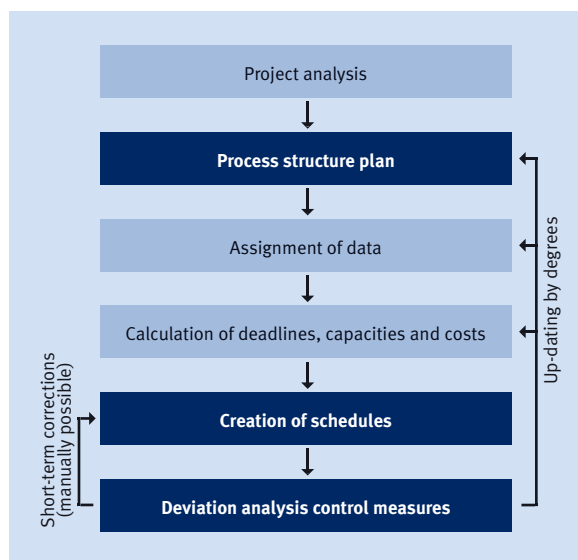 Project analysis
Process structure plan
Assignment of data
Calculation of deadlines, capacities and costs
Creation of schedules
Deviation analysis control measures
Short-term corrections
(manually possible)
Up-dating by degrees